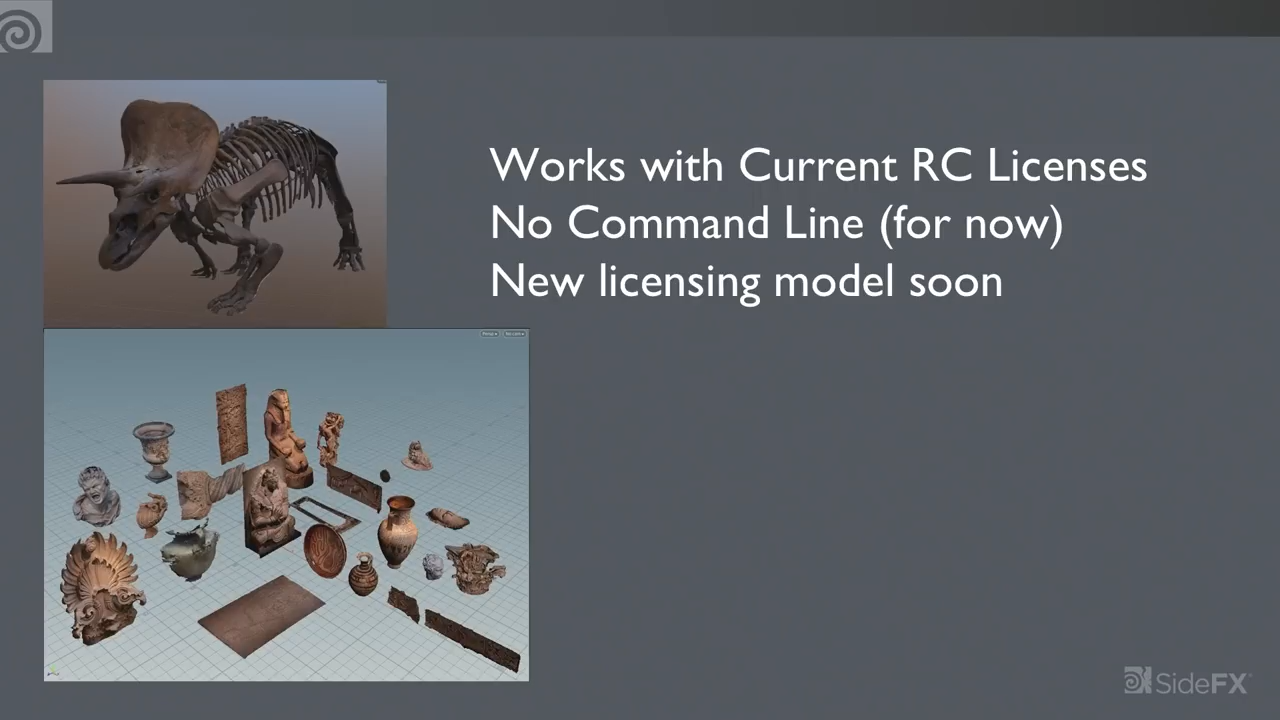 Works with Current RC Licenses
No Command Line (for now)
New licensing model soon
SideFX